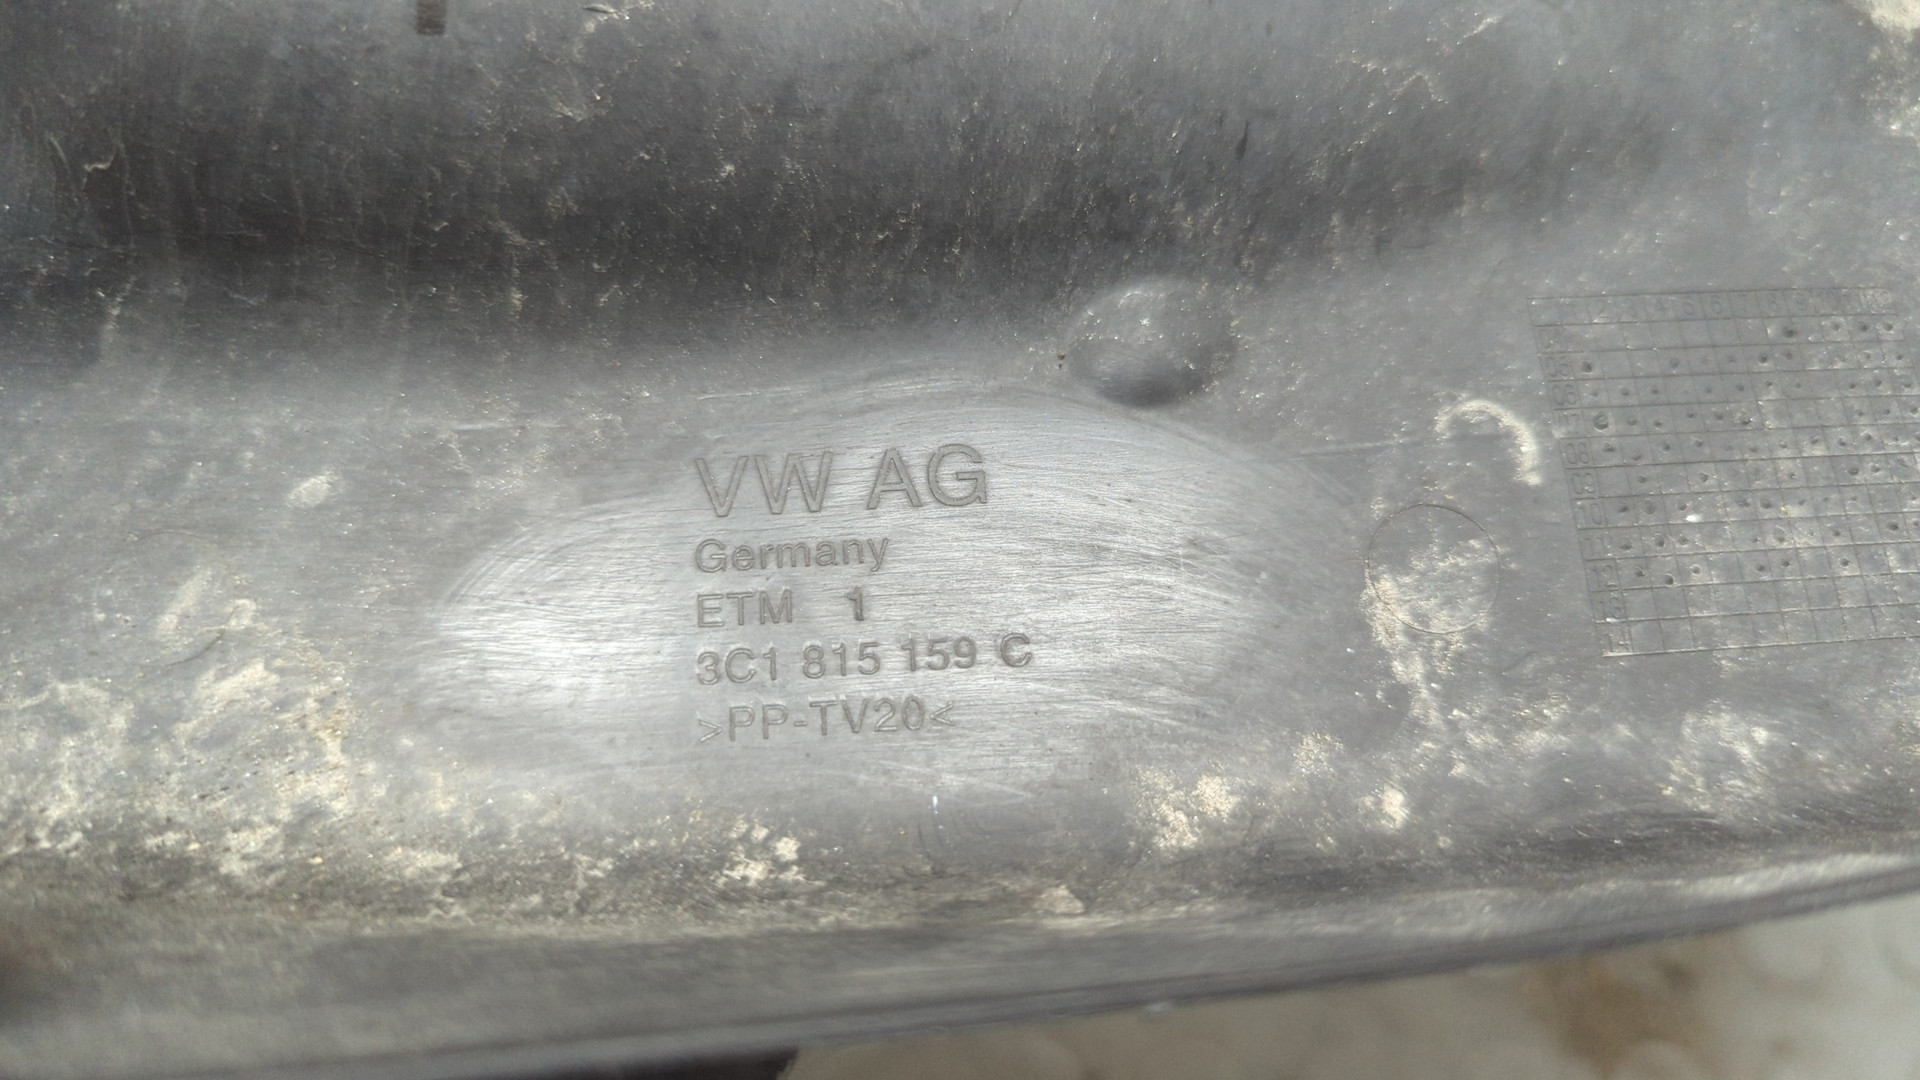 VW AG
Germany
ETM 1
3C1 815 159 C
>PP-TV20<